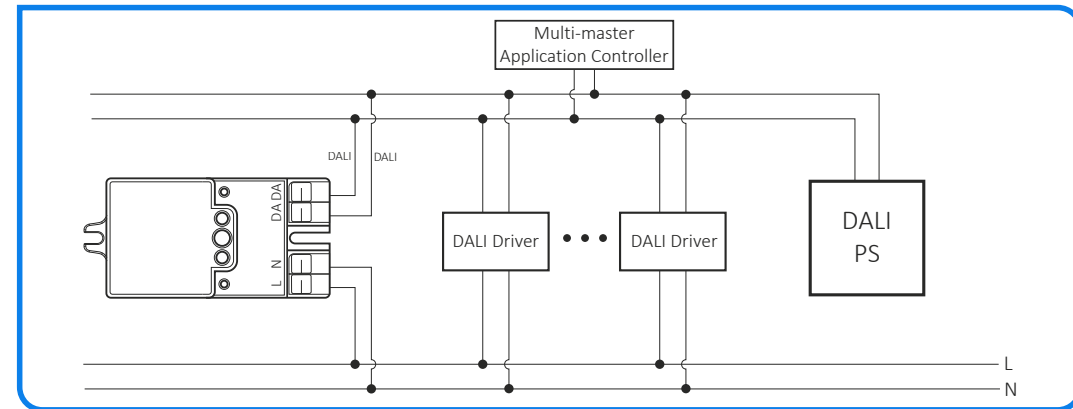 Multi-master
Application Controller
DALI
DALI
DA DA
L N
DALI Driver
DALI Driver
DALI
PS
L
N